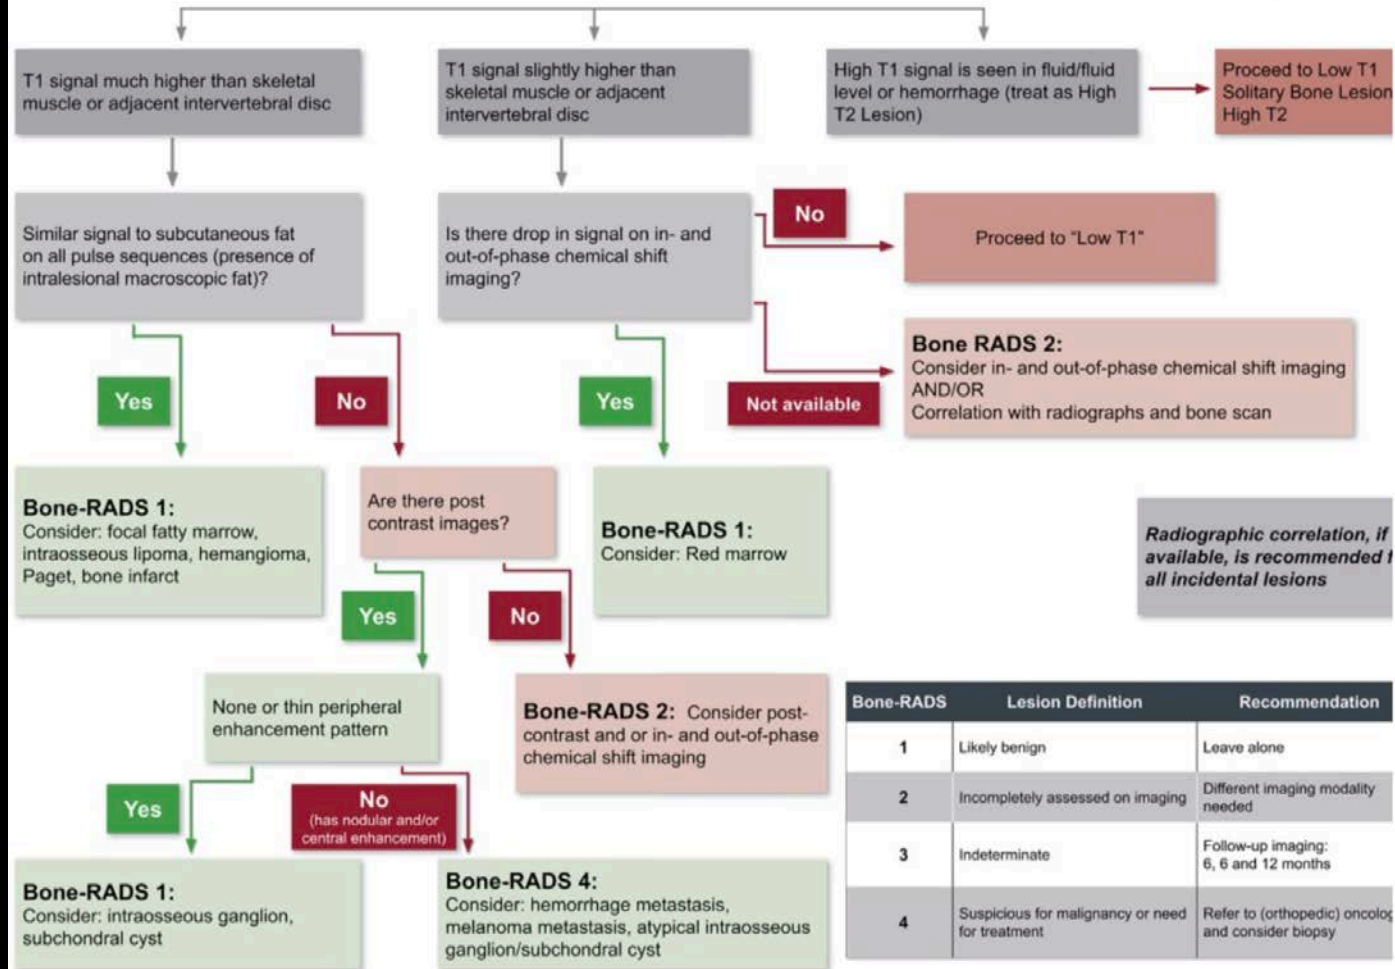 T1 signal much higher than skeletal
muscle or adjacent intervertebral disc
T1 signal slightly higher than
skeletal muscle or adjacent
intervertebral disc
High T1 signal is seen in fluid/fluid
level or hemorrhage (treat as High
T2 Lesion)
Proceed to Low T1
Solitary Bone Lesion
High T2
Similar signal to subcutaneous fat
on all pulse sequences (presence of
intralesional macroscopic fat)?
Is there drop in signal on in- and
out-of-phase chemical shift
imaging?
No
Proceed to "Low T1"
Yes
No
Yes
Not available
Bone RADS 2:
Consider in- and out-of-phase chemical shift imaging
AND/OR
Correlation with radiographs and bone scan
Bone-RADS 1:
Consider: focal fatty marrow,
intraosseous lipoma, hemangioma,
Paget, bone infarct
Are there post
contrast images?
Bone-RADS 1:
Consider: Red marrow
Radiographic correlation, if
available, is recommended
all incidental lesions
Yes
No
None or thin peripheral
enhancement pattern
Bone-RADS 2: Consider post-
contrast and or in- and out-of-phase
chemical shift imaging
Yes
No
(has nodular and/or
central enhancement)
Bone-RADS 1:
Consider: intraosseous ganglion,
subchondral cyst
Bone-RADS 4:
Consider: hemorrhage metastasis,
melanoma metastasis, atypical intraosseous
ganglion/subchondral cyst
Bone-RADS Lesion Definition Recommendation
1 Likely benign Leave alone
2 Incompletely assessed on imaging Different imaging modality
needed
3 Indeterminate Follow-up imaging:
6, 6 and 12 months
4 Suspicious for malignancy or need
for treatment Refer to (orthopedic)
and consider biopsy